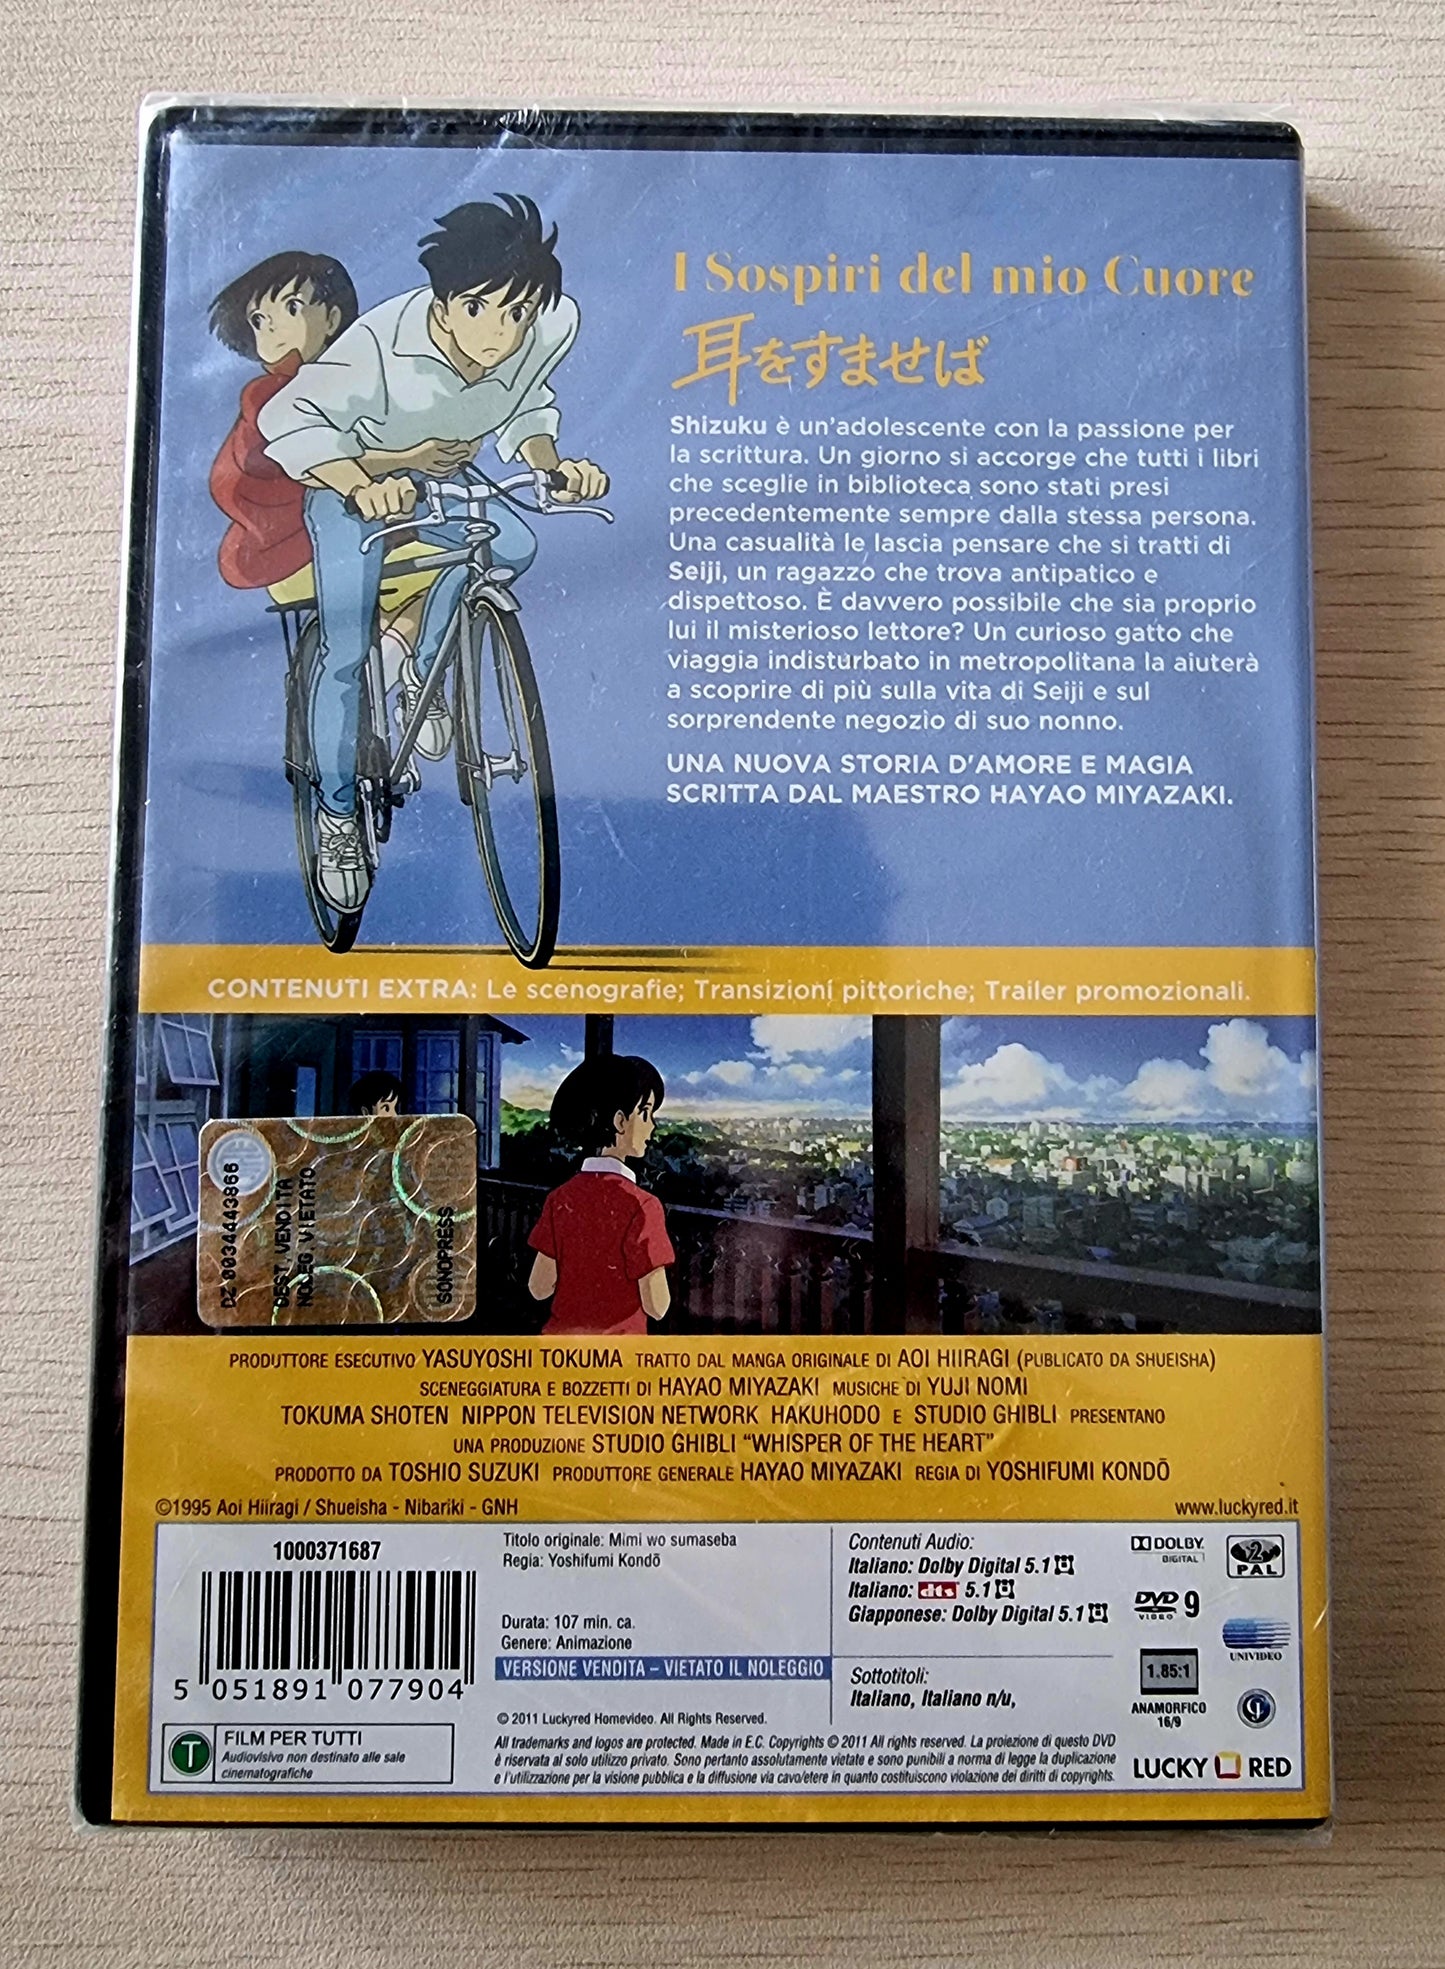 I Sospiri del mio Cuore
耳をすませば
Shizuku è un'adolescente con la passione per
la scrittura. Un giorno si accorge che tutti i libri
che sceglie in biblioteca sono stati presi
precedentemente sempre dalla stessa persona.
Una casualità le lascia pensare che si tratti di
Seiji, un ragazzo che trova antipatico e
dispettoso. È davvero possibile che sia proprio
lui il misterioso lettore? Un curioso gatto che
viaggia indisturbato in metropolitana la aiuterà
a scoprire di più sulla vita di Seiji e sul
sorprendente negozio di suo nonno.
UNA NUOVA STORIA D'AMORE E MAGIA
SCRITTA DAL MAESTRO HAYAO MIYAZAKI.
CONTENUTI EXTRA: Le scenografie; Transizioni pittoriche; Trailer promozionali.
DZ 0034443866
DEST.VENDITA
NOLEG.VIETATO
SONOPRESS
PRODUTTORE ESECUTIVO YASUYOSHI TOKUMA TRATTO DAL MANGA ORIGINALE DI AOI HIIRAGI (PUBLICATO DA SHUEISHA)
SCENEGGIATURA E BOZZETTI DI HAYAO MIYAZAKI MUSICHE DI YUJI NOMI
TOKUMA SHOTEN NIPPON TELEVISION NETWORK HAKUHODO E STUDIO GHIBLI PRESENTANO
UNA PRODUZIONE STUDIO GHIBLI "WHISPER OF THE HEART"
PRODOTTO DA TOSHIO SUZUKI PRODUTTORE GENERALE HAYAO MIYAZAKI REGIA DI YOSHIFUMI KONDŌ
©1995 Aoi Hiiragi / Shueisha - Nibariki - GNH
www.luckyred.it
1000371687
5 051891 077904
T
FILM PER TUTTI
Audiovisivo non destinato alle sale
cinematografiche
Titolo originale: Mimi wo sumaseba
Regia: Yoshifumi Kondō
Durata: 107 min. ca.
Genere: Animazione
VERSIONE VENDITA – VIETATO IL NOLEGGIO
Contenuti Audio:
Italiano: Dolby Digital 5.1
Italiano: dts 5.1
Giapponese: Dolby Digital 5.1
Sottotitoli:
Italiano, Italiano n/u,
© 2011 Luckyred Homevideo. All Rights Reserved.
All trademarks and logos are protected. Made in E.C. Copyrights © 2011 All rights reserved. La proiezione di questo DVD
è riservata al solo utilizzo privato. Sono pertanto assolutamente vietate e sono punibili a norma di legge la duplicazione
e l'utilizzazione per la visione pubblica e la diffusione via cavo/etere in quanto costituiscono violazione dei diritti di copyrights.
DOLBY
DIGITAL
2
PAL
DVD 9
VIDEO
UNIVIDEO
1.85:1
ANAMORFICO
16/9
LUCKY RED